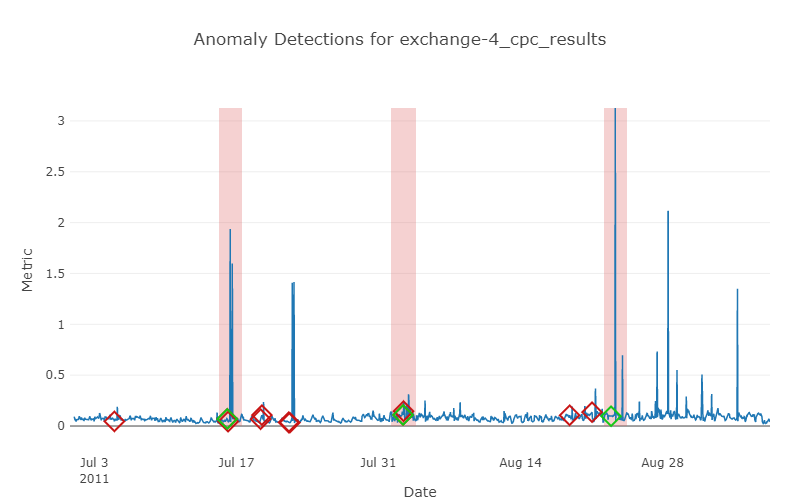 Anomaly Detections for exchange-4_cpc_results
3
2.5
2
1.5
1
0.5
0
Metric
Jul 3
2011
Jul 17
Jul 31
Aug 14
Aug 28
Date